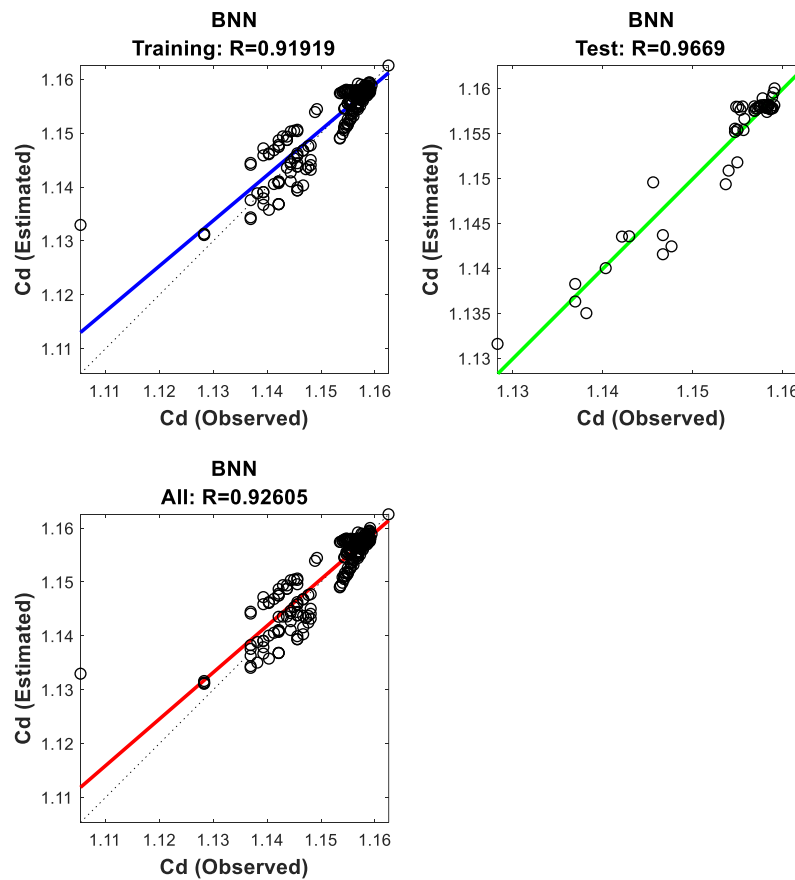 BNN
Training: R=0.91919
1.16
1.15
1.14
1.13
1.12
1.11
Cd (Estimated)
1.11 1.12 1.13 1.14 1.15 1.16
Cd (Observed)
BNN
Test: R=0.9669
1.16
1.155
1.15
1.145
1.14
1.135
1.13
Cd (Estimated)
1.13 1.14 1.15 1.16
Cd (Observed)
BNN
All: R=0.92605
1.16
1.15
1.14
1.13
1.12
1.11
Cd (Estimated)
1.11 1.12 1.13 1.14 1.15 1.16
Cd (Observed)